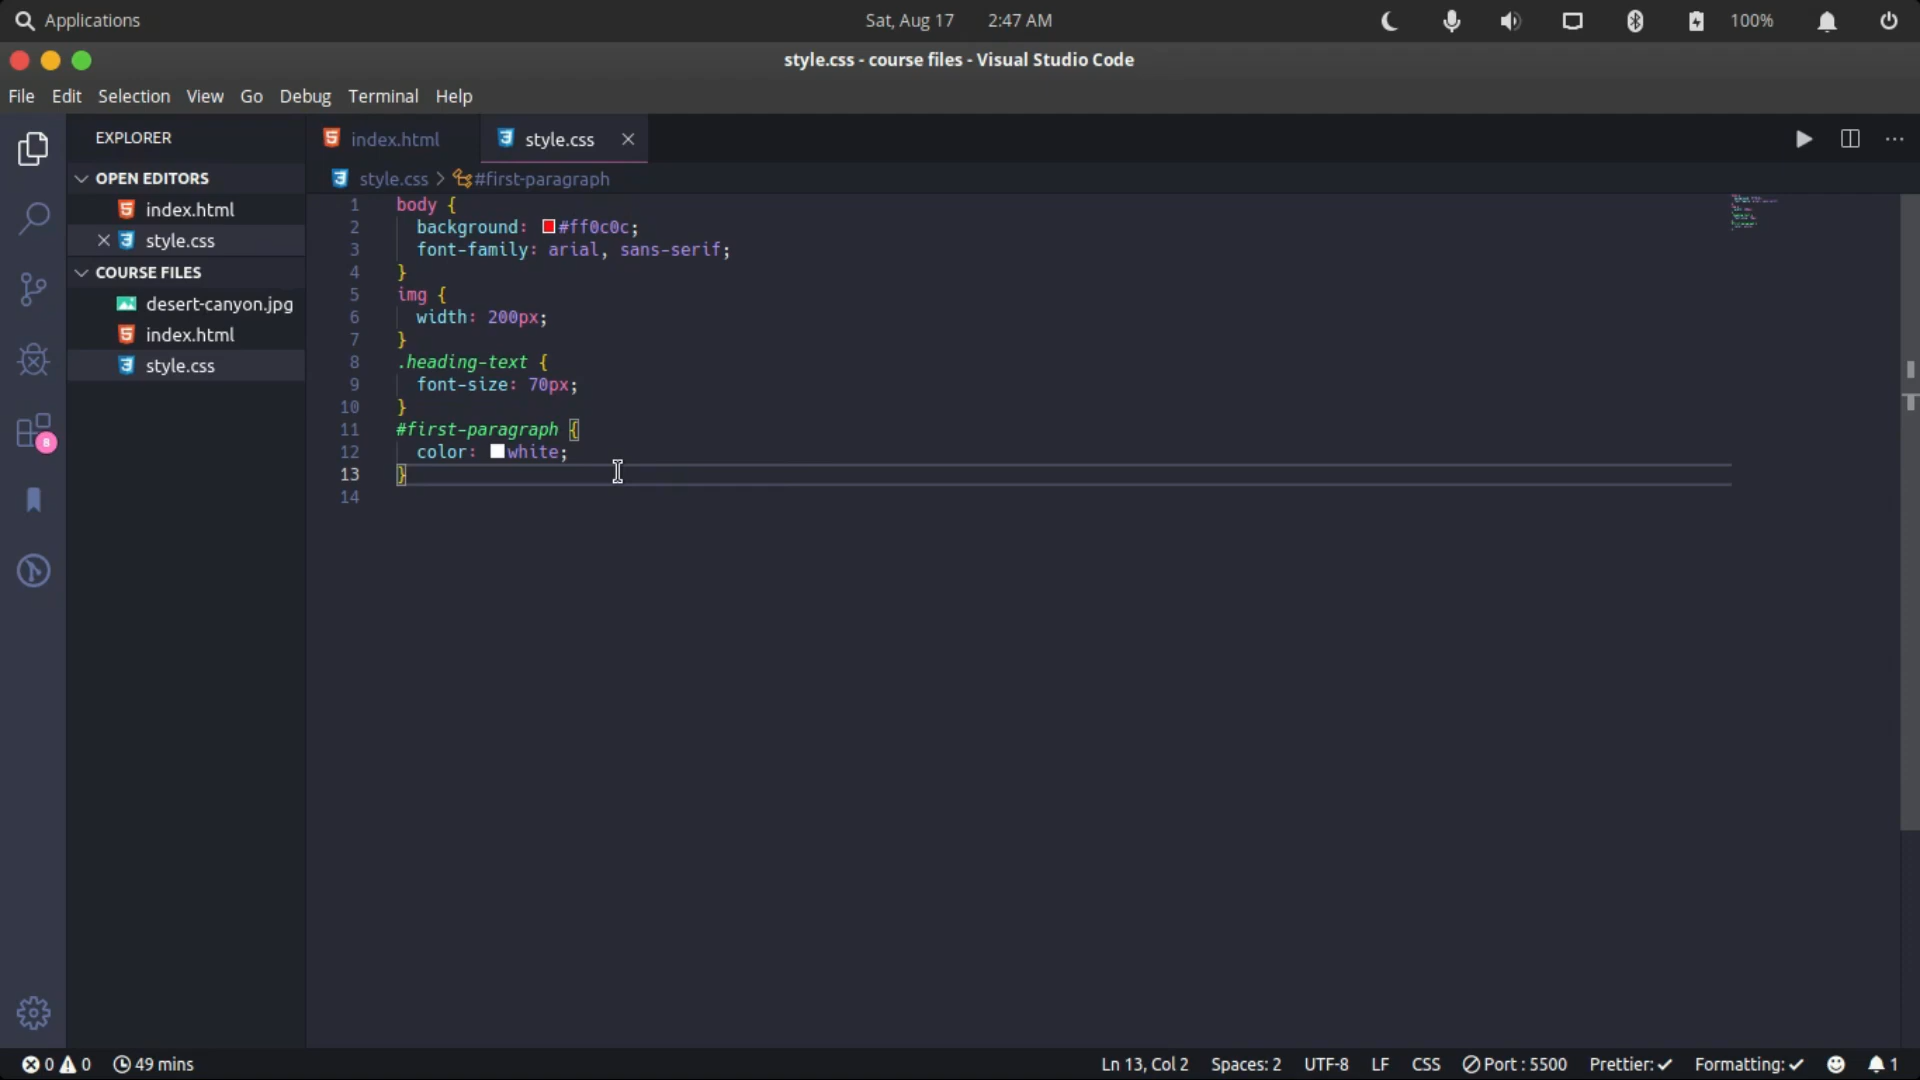 Applications
Sat, Aug 17 2:47 AM
100%
style.css - course files - Visual Studio Code
File Edit Selection View Go Debug Terminal Help
EXPLORER
OPEN EDITORS
index.html
style.css
COURSE FILES
desert-canyon.jpg
index.html
style.css
8
index.html style.css
style.css > #first-paragraph
1 body {
2 background: #ff0c0c;
3 font-family: arial, sans-serif;
4 }
5 img {
6 width: 200px;
7 }
8 .heading-text {
9 font-size: 70px;
10 }
11 #first-paragraph {
12 color: white;
13 }
14
0 0 49 mins Ln 13, Col 2 Spaces: 2 UTF-8 LF CSS Port : 5500 Prettier: ✓ Formatting: ✓ 1